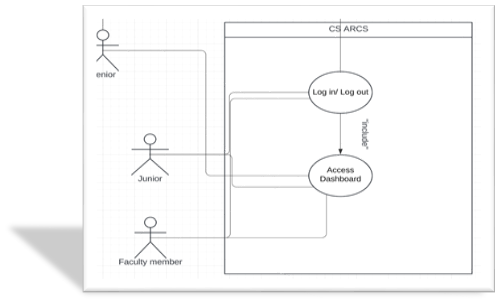 CS ARCS
enior
Log in/ Log out
"include"
Access
Dashboard
Junior
Faculty member